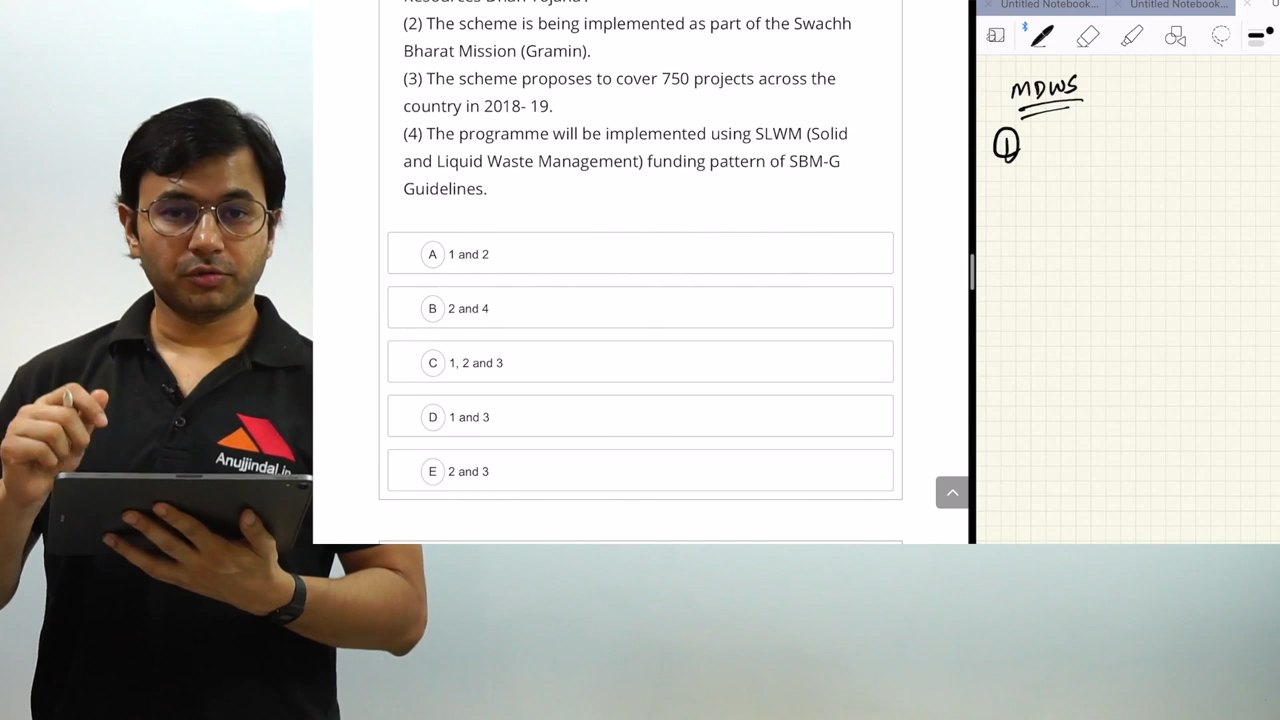 (2) The scheme is being implemented as part of the Swachh
Bharat Mission (Gramin).
(3) The scheme proposes to cover 750 projects across the
country in 2018- 19.
(4) The programme will be implemented using SLWM (Solid
and Liquid Waste Management) funding pattern of SBM-G
Guidelines.
A 1 and 2
B 2 and 4
C 1, 2 and 3
D 1 and 3
E 2 and 3
Untitled Notebook... Untitled Notebook...
MDWS
1
Anujjindal.in